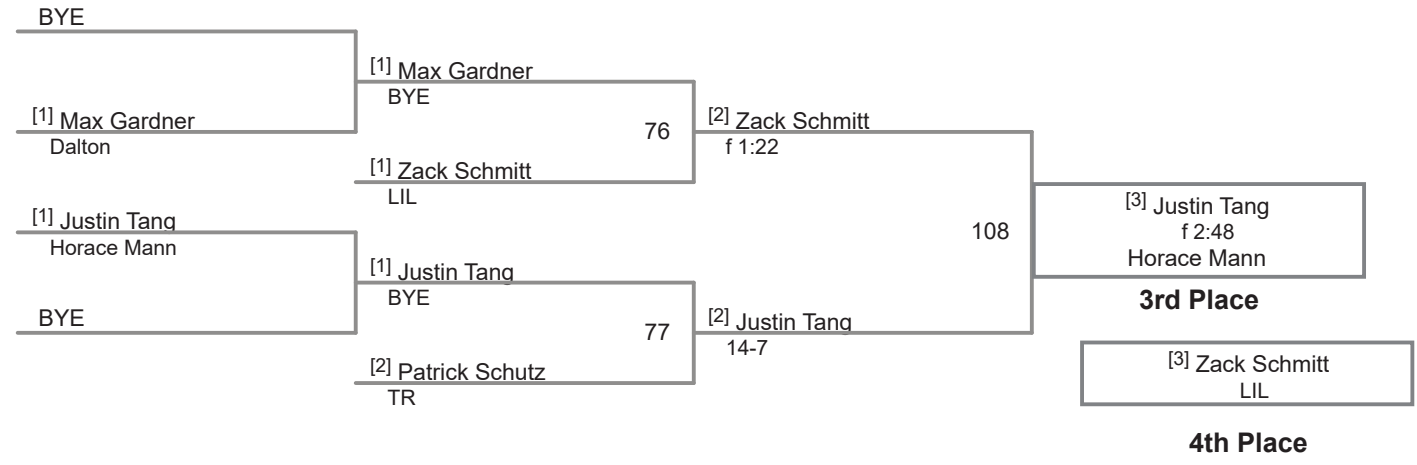 BYE
[1] Max Gardner
Dalton
[1] Justin Tang
Horace Mann
BYE
[1] Max Gardner
BYE
76
[1] Zack Schmitt
LIL
[1] Justin Tang
BYE
77
[2] Patrick Schutz
TR
[2] Zack Schmitt
f 1:22
108
[2] Justin Tang
14-7
[3] Justin Tang
f 2:48
Horace Mann
3rd Place
[3] Zack Schmitt
LIL
4th Place